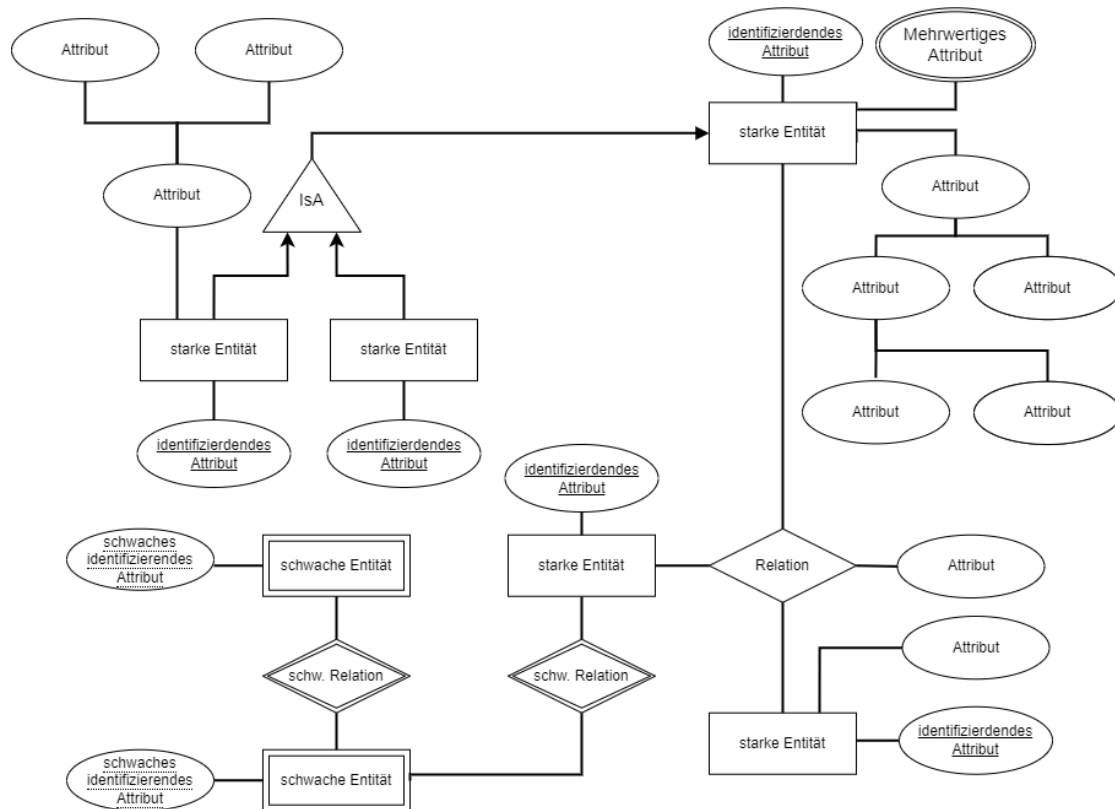 Attribut
Attribut
identifizierdendes
Attribut
Mehrwertiges
Attribut
starke Entität
Attribut
IsA
Attribut
Attribut
Attribut
starke Entität
starke Entität
Attribut
Attribut
identifizierdendes
Attribut
identifizierdendes
Attribut
identifizierdendes
Attribut
schwaches
identifizierendes
Attribut
schwache Entität
starke Entität
Relation
Attribut
schw. Relation
schw. Relation
Attribut
starke Entität
identifizierdendes
Attribut
schwaches
identifizierendes
Attribut
schwache Entität